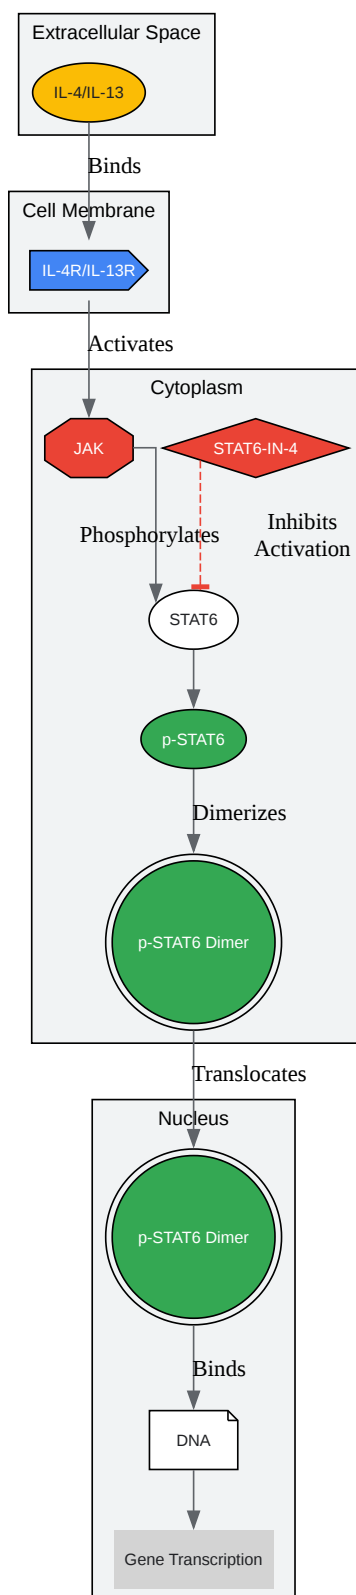 Extracellular Space
IL-4/IL-13
Binds
Cell Membrane
IL-4R/IL-13R
Activates
Cytoplasm
JAK
STAT6-IN-4
Phosphorylates
Inhibits
Activation
STAT6
p-STAT6
Dimerizes
p-STAT6 Dimer
Translocates
Nucleus
p-STAT6 Dimer
Binds
DNA
Gene Transcription